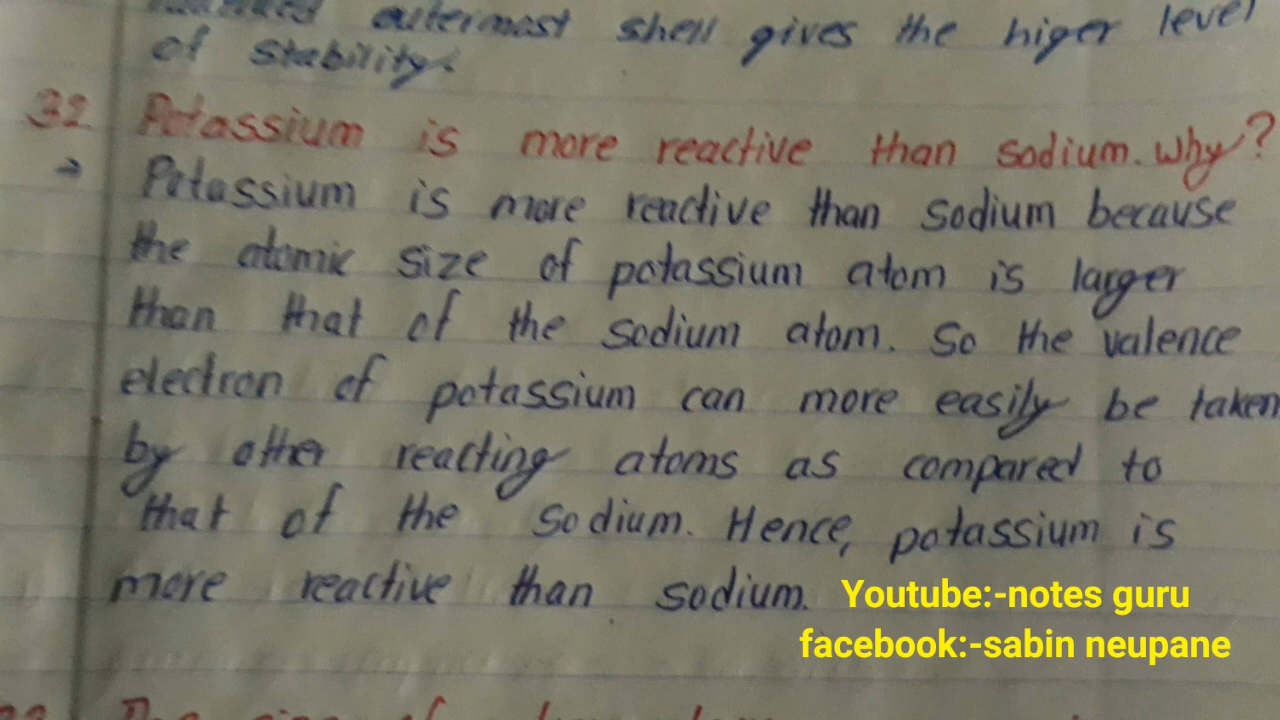 outermost shell gives the higer level
of stability.
32 Potassium is more reactive than sodium. Why?
→ Potassium is more reactive than sodium because
the atomic size of potassium atom is larger
than that of the sodium atom. So the valence
electron of potassium can more easily be taken
by other reacting atoms as compared to
that of the sodium. Hence, potassium is
more reactive than sodium.
Youtube:-notes guru
facebook:-sabin neupane